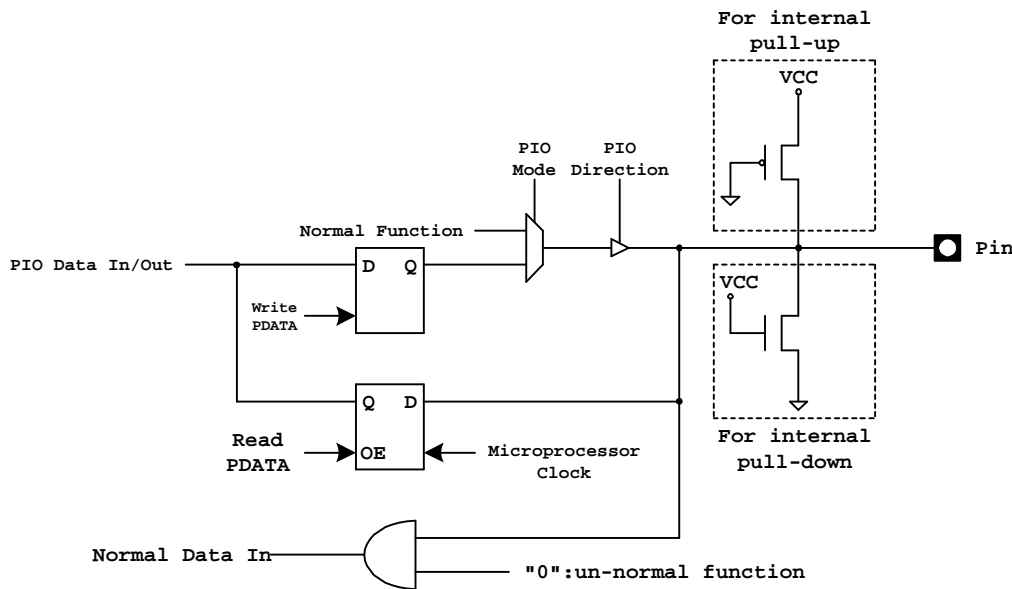 For internal
pull-up
VCC
PIO
Mode
PIO
Direction
Normal Function
PIO Data In/Out
D
Q
Pin
Write
PDATA
VCC
Q
D
Read
PDATA
OE
Microprocessor
Clock
For internal
pull-down
Normal Data In
"0":un-normal function